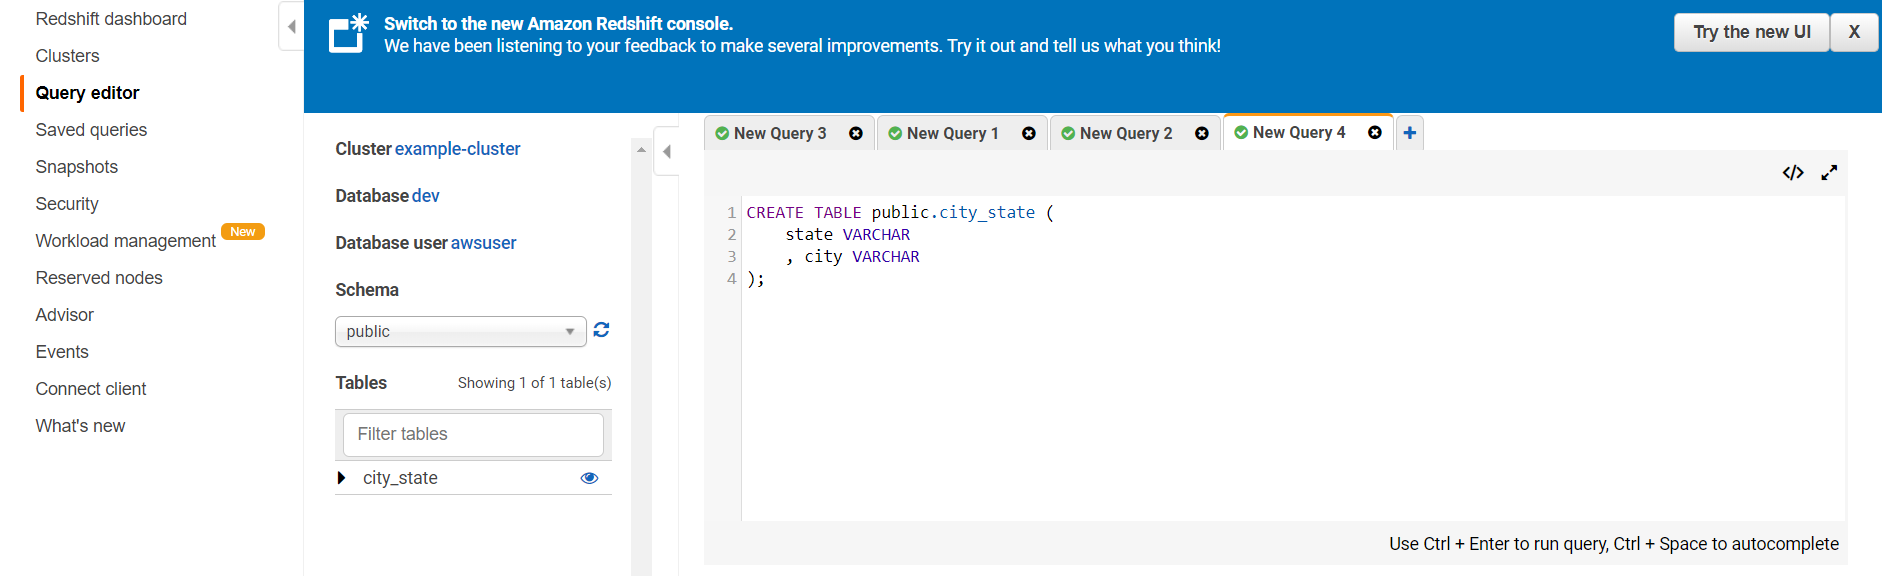 Redshift dashboard
Clusters
Query editor
Saved queries
Snapshots
Security
Workload management New
Reserved nodes
Advisor
Events
Connect client
What's new
Switch to the new Amazon Redshift console.
We have been listening to your feedback to make several improvements. Try it out and tell us what you think!
Try the new UI X
Cluster example-cluster
Database dev
Database user awsuser
Schema
public
Tables Showing 1 of 1 table(s)
Filter tables
city_state
New Query 3 New Query 1 New Query 2 New Query 4 +
</>
1 CREATE TABLE public.city_state (
2 state VARCHAR
3 , city VARCHAR
4 );
Use Ctrl + Enter to run query, Ctrl + Space to autocomplete